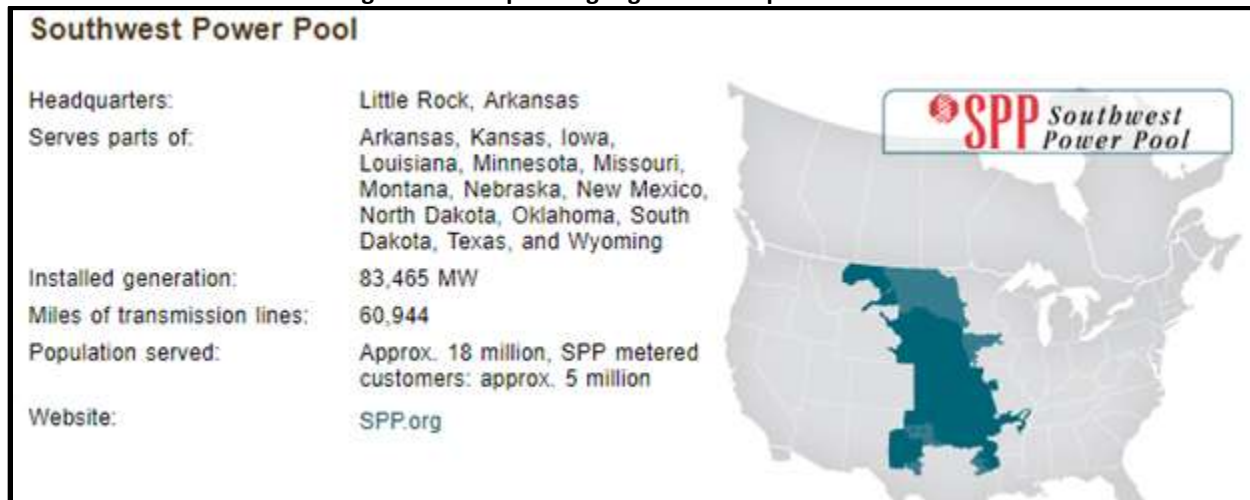 Southwest Power Pool
Headquarters: Little Rock, Arkansas
Serves parts of: Arkansas, Kansas, Iowa,
Louisiana, Minnesota, Missouri,
Montana, Nebraska, New Mexico,
North Dakota, Oklahoma, South
Dakota, Texas, and Wyoming
Installed generation: 83,465 MW
Miles of transmission lines: 60,944
Population served: Approx. 18 million, SPP metered
customers: approx. 5 million
Website: SPP.org
SPP Southwest
Power Pool